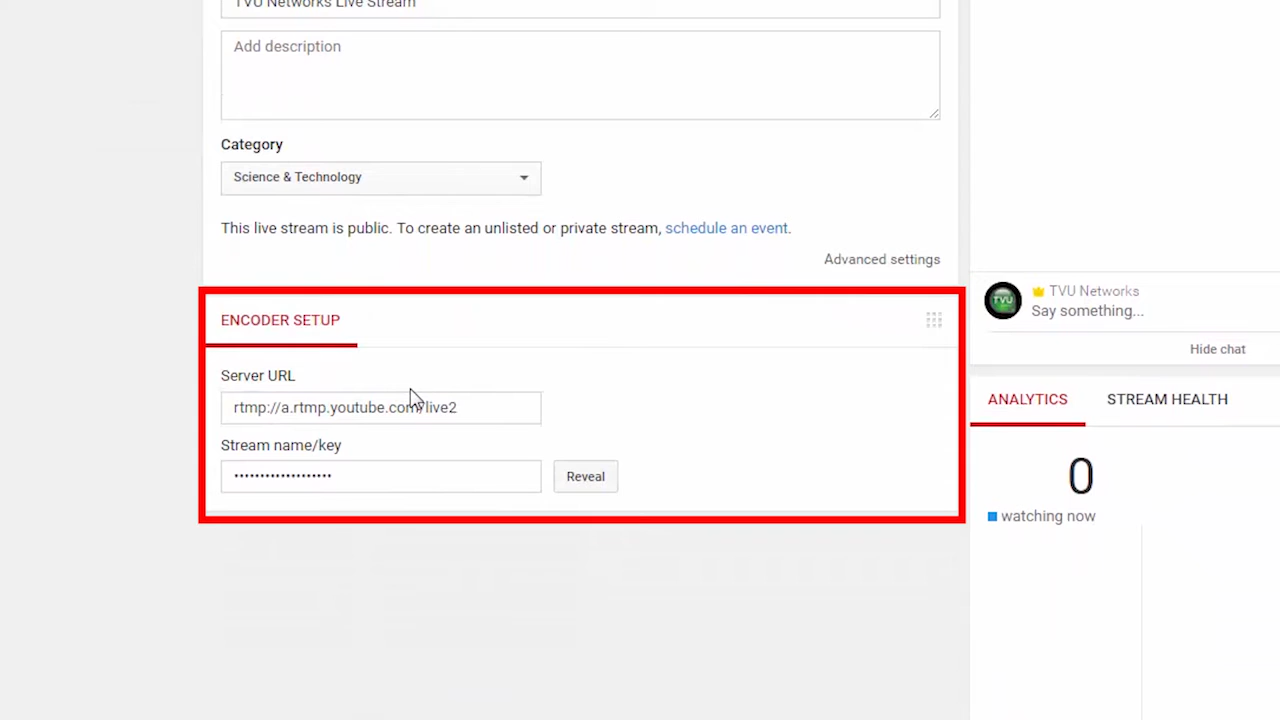 TVU Networks Live Stream
Add description
Category
Science & Technology
This live stream is public. To create an unlisted or private stream, schedule an event.
Advanced settings
ENCODER SETUP
Server URL
rtmp://a.rtmp.youtube.com/live2
Stream name/key
•••••••••••••••••••
Reveal
TVU
TVU Networks
Say something...
Hide chat
ANALYTICS
STREAM HEALTH
0
watching now